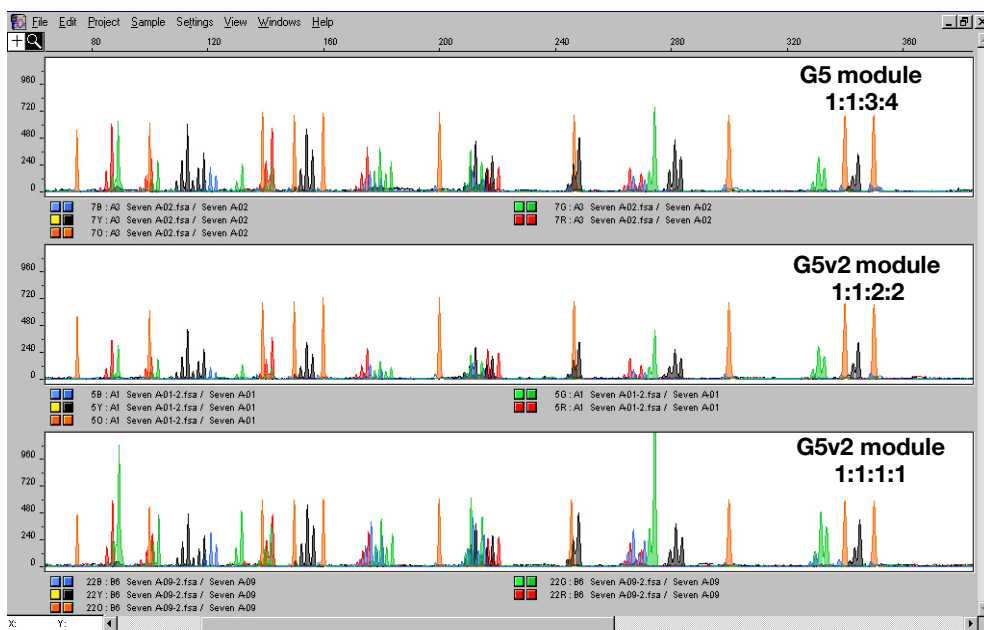 File Edit Project Sample Settings View Windows Help
80 120 160 200 240 280 320 360
G5 module
1:1:3:4
960
720
480
240
0
7B : A3 Seven A-02.fsa / Seven A-02 7G : A3 Seven A-02.fsa / Seven A-02
7Y : A3 Seven A-02.fsa / Seven A-02 7R : A3 Seven A-02.fsa / Seven A-02
7O : A3 Seven A-02.fsa / Seven A-02
G5v2 module
1:1:2:2
960
720
480
240
0
5B : A1 Seven A-01-2.fsa / Seven A-01 5G : A1 Seven A-01-2.fsa / Seven A-01
5Y : A1 Seven A-01-2.fsa / Seven A-01 5R : A1 Seven A-01-2.fsa / Seven A-01
5O : A1 Seven A-01-2.fsa / Seven A-01
G5v2 module
1:1:1:1
960
720
480
240
0
22B : B6 Seven A-09-2.fsa / Seven A-09 22G : B6 Seven A-09-2.fsa / Seven A-09
22Y : B6 Seven A-09-2.fsa / Seven A-09 22R : B6 Seven A-09-2.fsa / Seven A-09
22O : B6 Seven A-09-2.fsa / Seven A-09
X: Y: